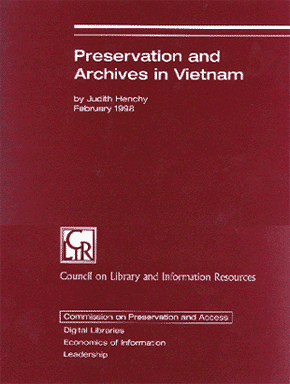 Preservation and
Archives in Vietnam
by Judith Henchy
February 1998
CLIR
Council on Library and Information Resources
Commission on Preservation and Access
Digital Libraries
Economics of Information
Leadership